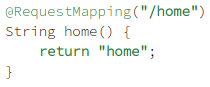 @RequestMapping("/home")
String home() {
    return "home";
}